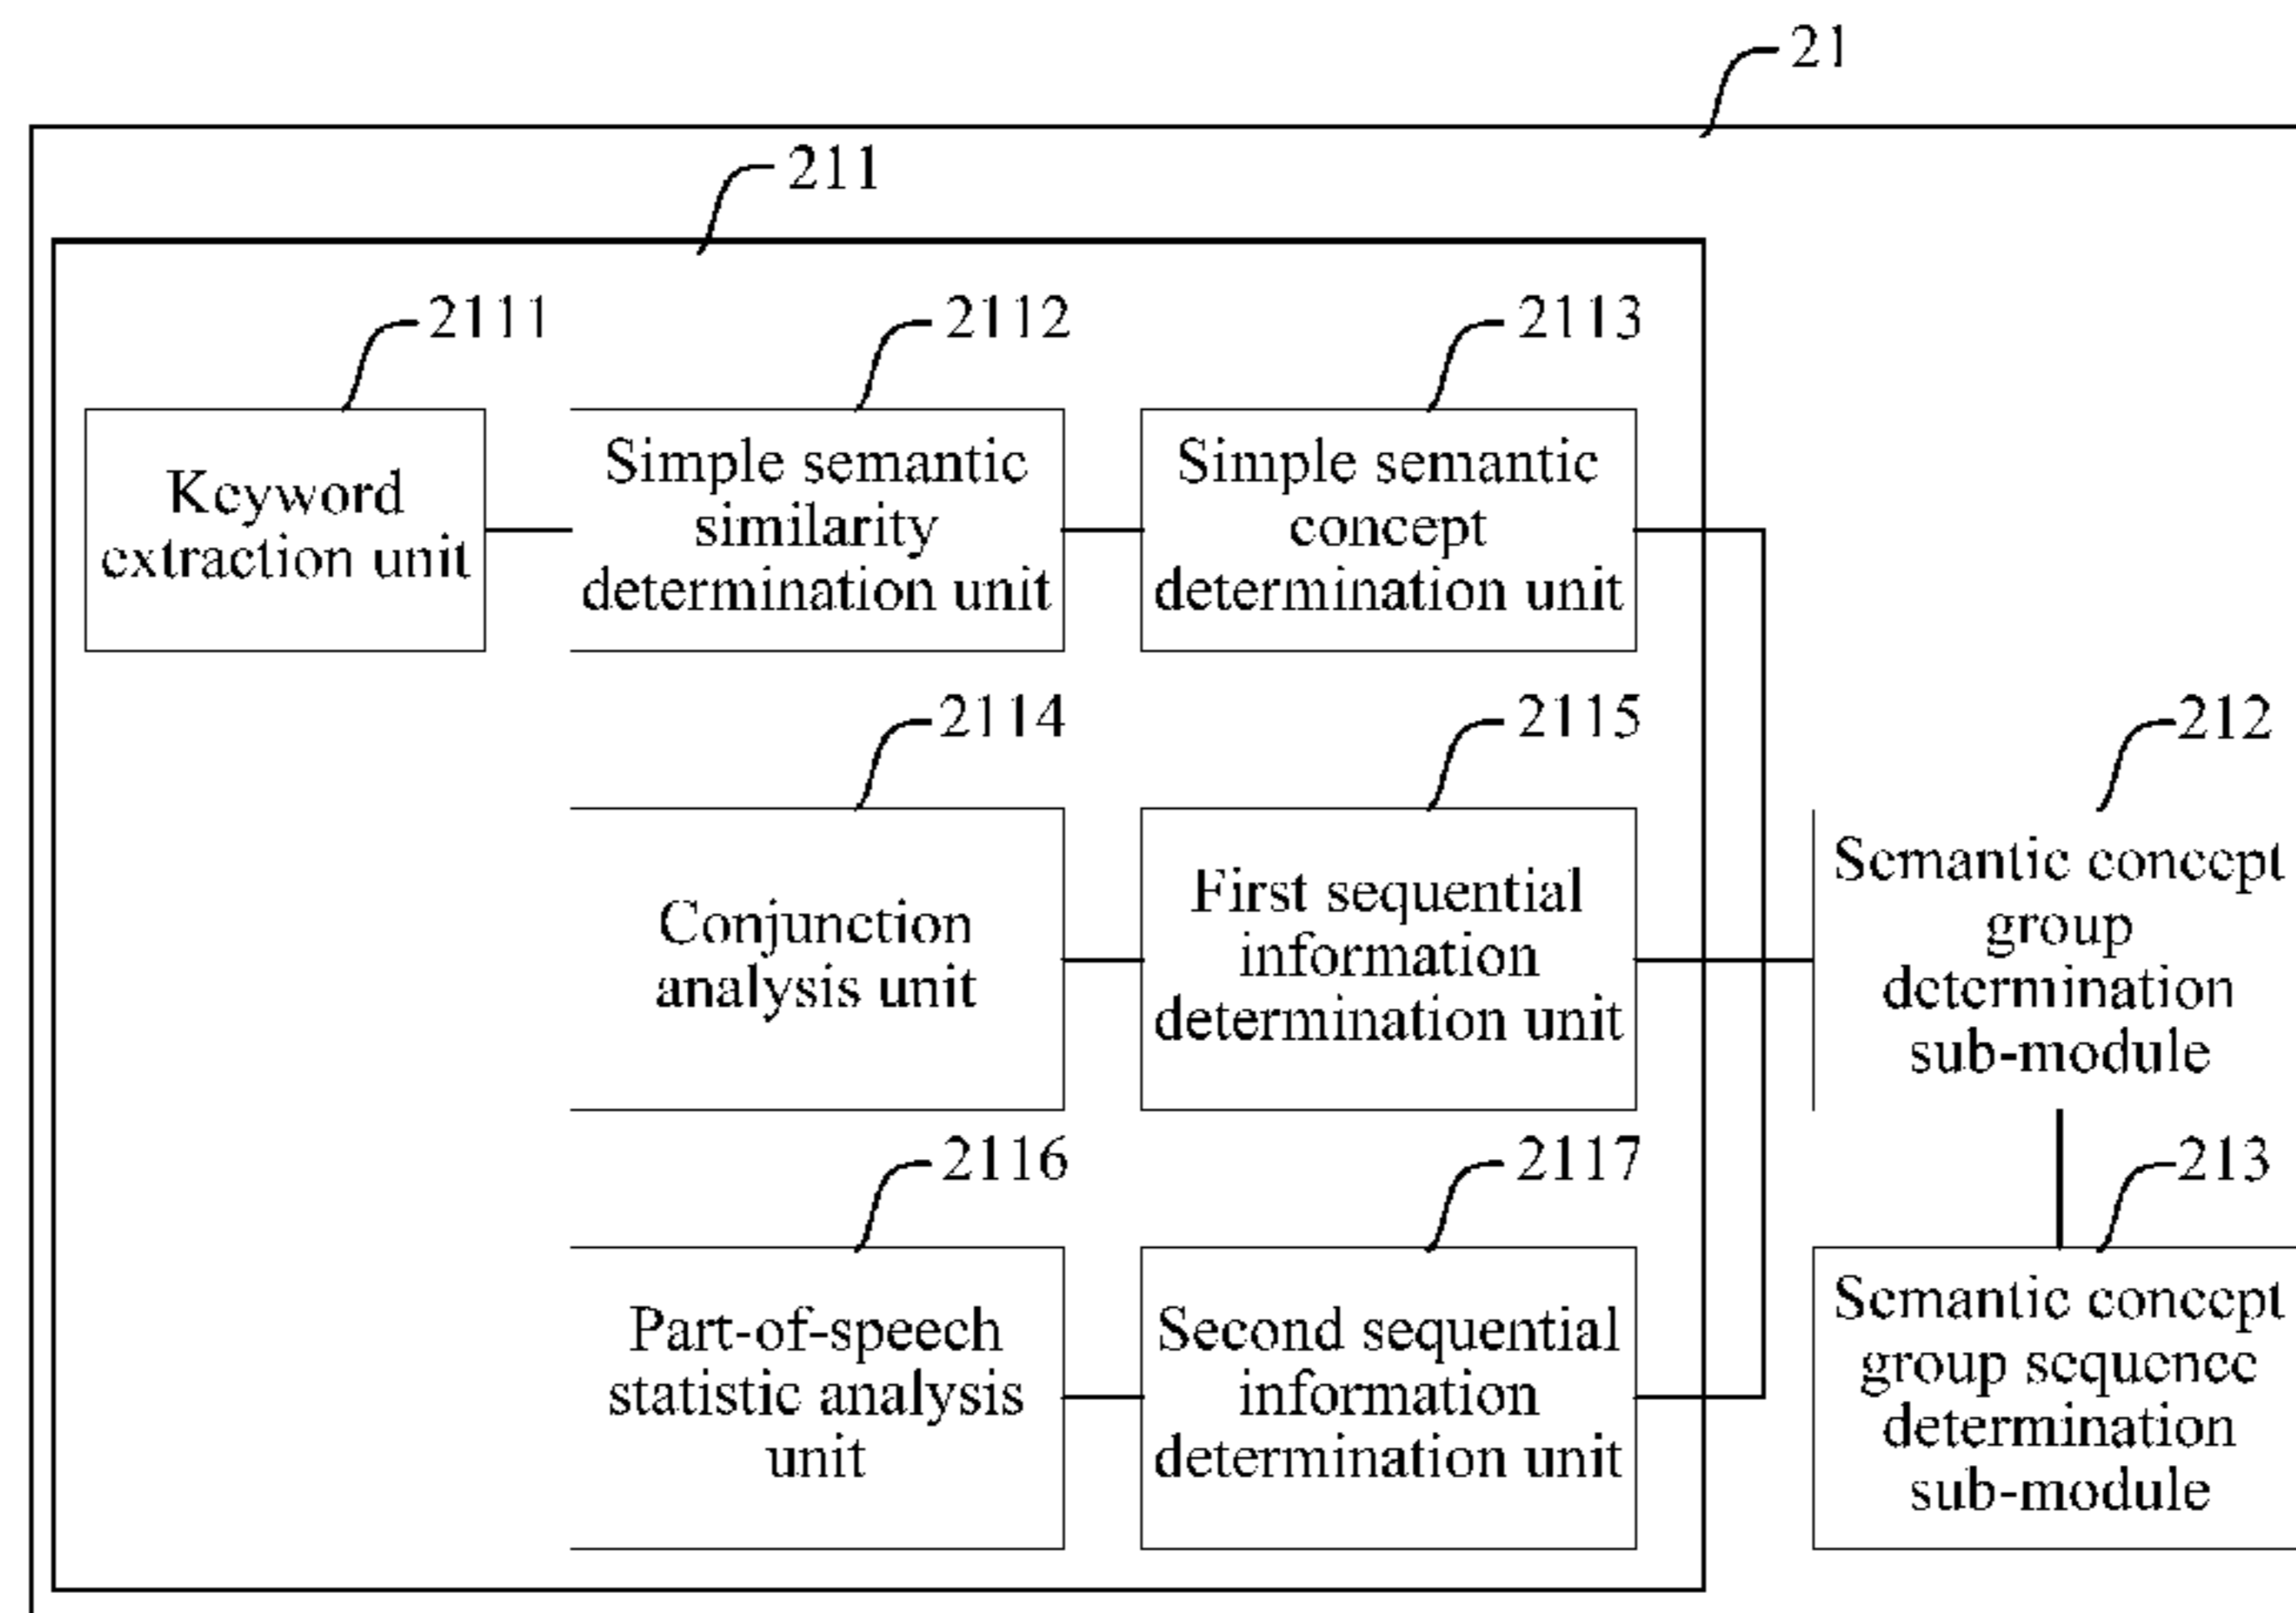 21
211
2111
2112
2113
Keyword
extraction unit
Simple semantic
similarity
determination unit
Simple semantic
concept
determination unit
2114
2115
212
Conjunction
analysis unit
First sequential
information
determination unit
Semantic concept
group
determination
sub-module
2116
2117
213
Part-of-speech
statistic analysis
unit
Second sequential
information
determination unit
Semantic concept
group sequence
determination
sub-module